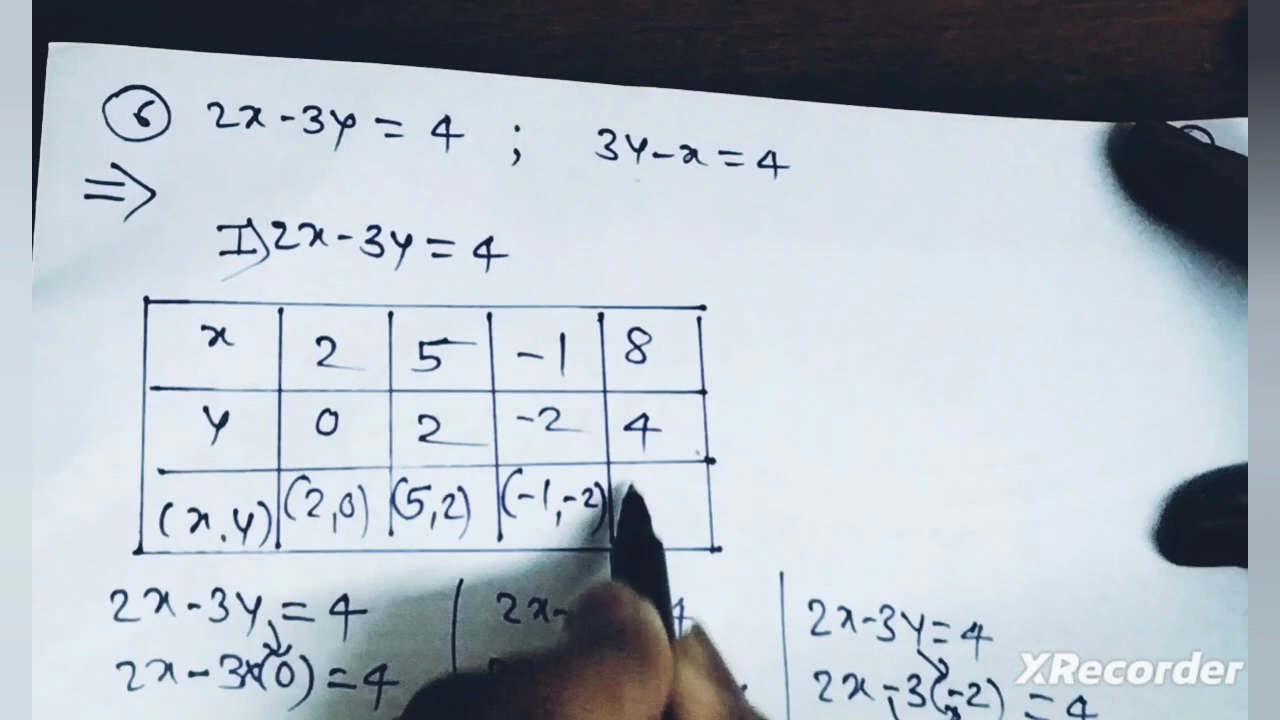 6 2x-3y=4 ; 3y-x=4
⇒
I) 2x-3y=4
x 2 5 -1 8
y 0 2 -2 4
(x,y) (2,0) (5,2) (-1,-2)
2x-3y=4 2x- 4 2x-3y=4
2x-3×(0)=4 2x-3(-2)=4
XRecorder